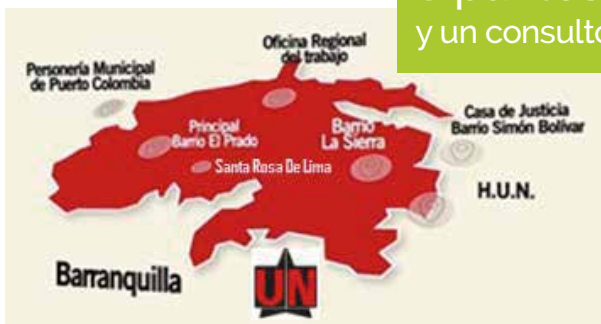 y un consulto
Oficina Regional
del trabajo
Personería Municipal
de Puerto Colombia
Casa de Justicia
Barrio Simón Bolívar
Principal
Barrio El Prado
Barrio
La Sierra
Santa Rosa De Lima
H.U.N.
Barranquilla
UN